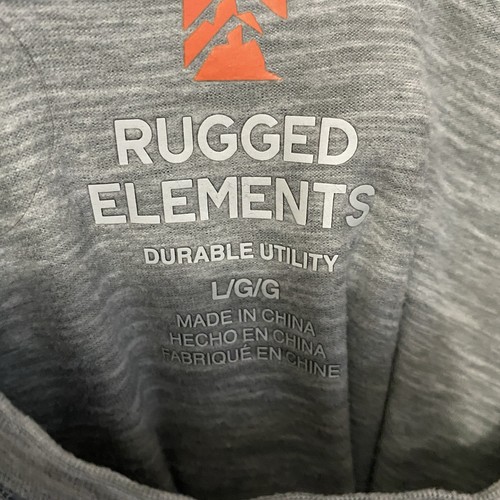 RUGGED
ELEMENTS
DURABLE UTILITY
L/G/G
MADE IN CHINA
HECHO EN CHINA
FABRIQUÉ EN CHINE